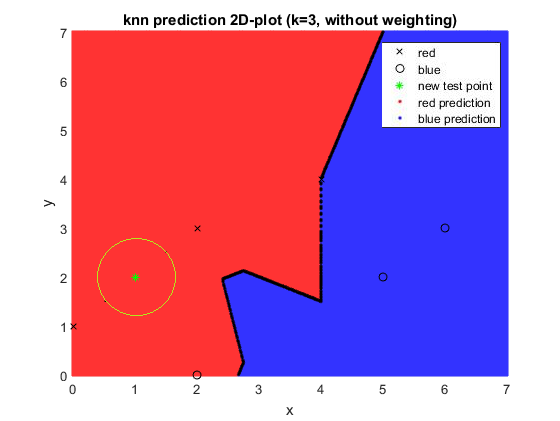 knn prediction 2D-plot (k=3, without weighting)
red
blue
new test point
red prediction
blue prediction
7
6
5
4
3
2
1
0
y
0 1 2 3 4 5 6 7
x